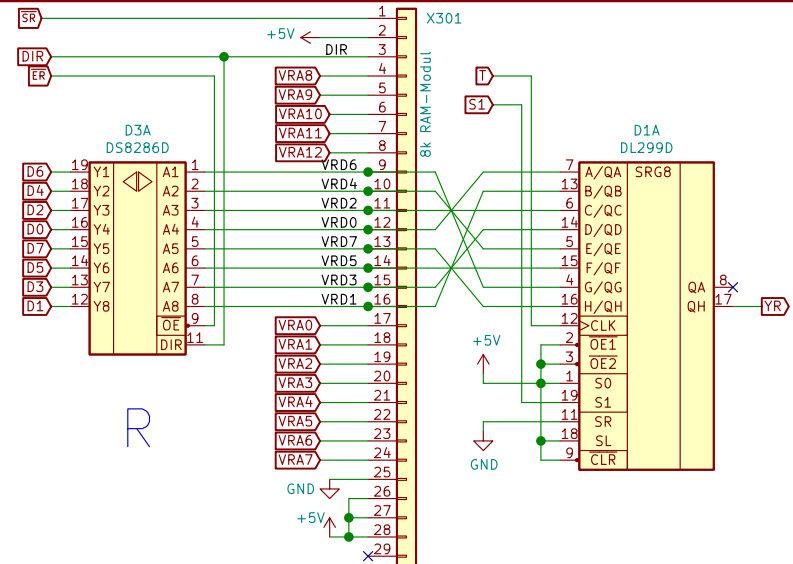 SR 1 X301
+5V 2
DIR DIR 3
ER VRA8 4 T
VRA9 5 S1
VRA10 6
VRA11 7
VRA12 8
8k RAM-Modul
D3A D1A
DS8286D DL299D
D6 19 Y1 A1 1 VRD6 9 7 A/QA SRG8
D4 18 Y2 A2 2 VRD4 10 13 B/QB
D2 17 Y3 A3 3 VRD2 11 6 C/QC
D0 16 Y4 A4 4 VRD0 12 14 D/QD
D7 15 Y5 A5 5 VRD7 13 5 E/QE
D5 14 Y6 A6 6 VRD5 14 15 F/QF
D3 13 Y7 A7 7 VRD3 15 4 G/QG QA 8
D1 12 Y8 A8 8 VRD1 16 16 H/QH QH 17 YR
OE 9 VRA0 17 12 CLK
DIR 11 VRA1 18 +5V 2 OE1
VRA2 19 3 OE2
VRA3 20 1 S0
VRA4 21 19 S1
R VRA5 22 11 SR
VRA6 23 18 SL
VRA7 24 GND 9 CLR
GND 25
26
+5V 27
28
29